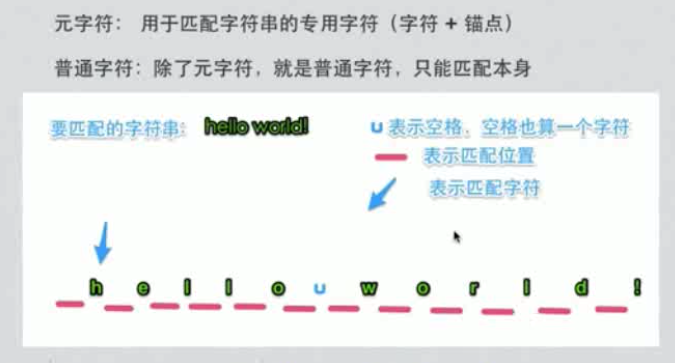 元字符： 用于匹配字符串的专用字符（字符 + 锚点）
普通字符：除了元字符，就是普通字符，只能匹配本身
要匹配的字符串： hello world!
u 表示空格，空格也算一个字符
表示匹配位置
表示匹配字符
h e l l o u w o r l d !